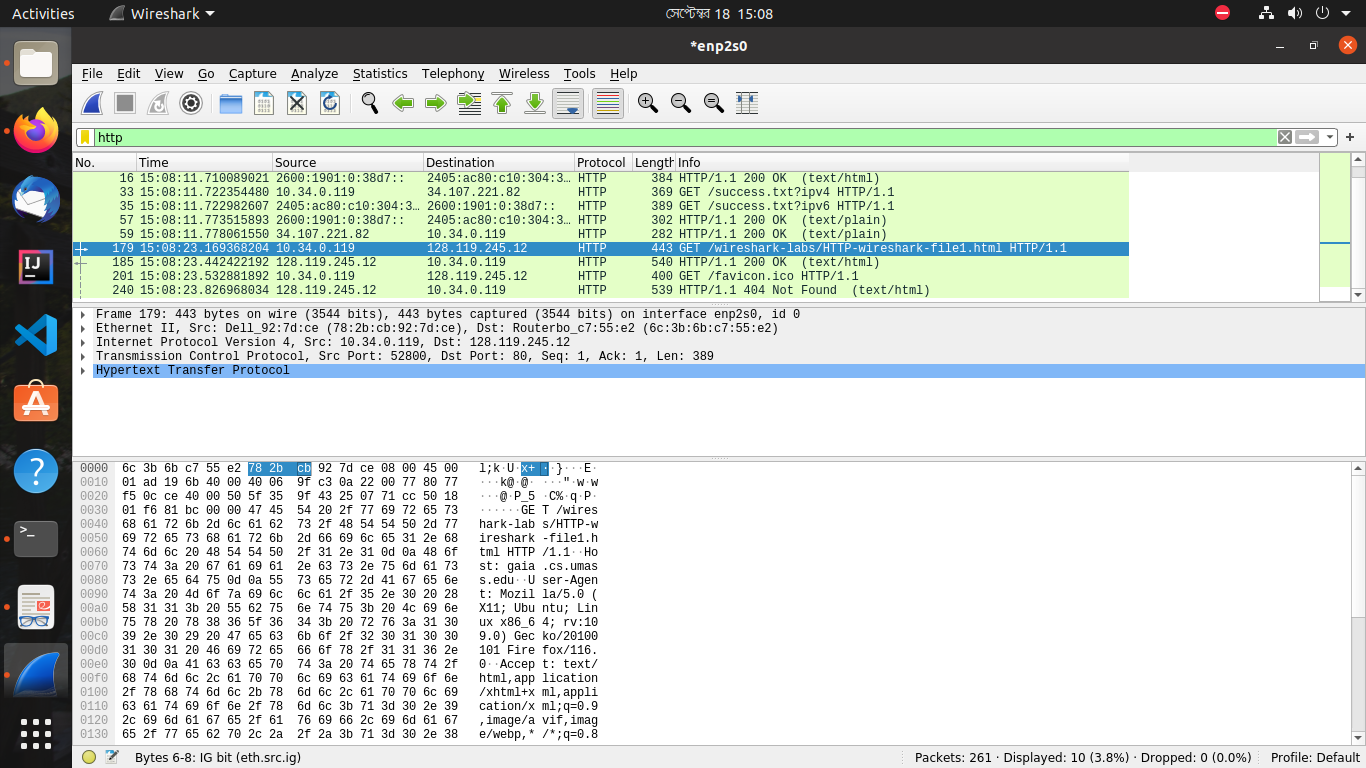 Activities Wireshark সেপ্টেম্বর 18 15:08
*enp2s0
File Edit View Go Capture Analyze Statistics Telephony Wireless Tools Help
http
No. Time Source Destination Protocol Length Info
16 15:08:11.710089021 2600:1901:0:38d7:: 2405:ac80:c10:304:3… HTTP 384 HTTP/1.1 200 OK (text/html)
33 15:08:11.722354480 10.34.0.119 34.107.221.82 HTTP 369 GET /success.txt?ipv4 HTTP/1.1
35 15:08:11.722982607 2405:ac80:c10:304:3… 2600:1901:0:38d7:: HTTP 389 GET /success.txt?ipv6 HTTP/1.1
57 15:08:11.773515893 2600:1901:0:38d7:: 2405:ac80:c10:304:3… HTTP 302 HTTP/1.1 200 OK (text/plain)
59 15:08:11.778061550 34.107.221.82 10.34.0.119 HTTP 282 HTTP/1.1 200 OK (text/plain)
179 15:08:23.169368204 10.34.0.119 128.119.245.12 HTTP 443 GET /wireshark-labs/HTTP-wireshark-file1.html HTTP/1.1
185 15:08:23.442422192 128.119.245.12 10.34.0.119 HTTP 540 HTTP/1.1 200 OK (text/html)
201 15:08:23.532881892 10.34.0.119 128.119.245.12 HTTP 400 GET /favicon.ico HTTP/1.1
240 15:08:23.826968034 128.119.245.12 10.34.0.119 HTTP 539 HTTP/1.1 404 Not Found (text/html)
Frame 179: 443 bytes on wire (3544 bits), 443 bytes captured (3544 bits) on interface enp2s0, id 0
Ethernet II, Src: Dell_92:7d:ce (78:2b:cb:92:7d:ce), Dst: Routerbo_c7:55:e2 (6c:3b:6b:c7:55:e2)
Internet Protocol Version 4, Src: 10.34.0.119, Dst: 128.119.245.12
Transmission Control Protocol, Src Port: 52800, Dst Port: 80, Seq: 1, Ack: 1, Len: 389
Hypertext Transfer Protocol
0000 6c 3b 6b c7 55 e2 78 2b cb 92 7d ce 08 00 45 00 l;k·U·x+ ··}···E·
0010 01 ad 19 6b 40 00 40 06 9f c3 0a 22 00 77 80 77 ···k@·@· ···"·w·w
0020 f5 0c ce 40 00 50 5f 35 9f 43 25 07 71 cc 50 18 ···@·P_5 ·C%·q·P·
0030 01 f6 81 bc 00 00 47 45 54 20 2f 77 69 72 65 73 ······GE T /wires
0040 68 61 72 6b 2d 6c 61 62 73 2f 48 54 54 50 2d 77 hark-lab s/HTTP-w
0050 69 72 65 73 68 61 72 6b 2d 66 69 6c 65 31 2e 68 ireshark -file1.h
0060 74 6d 6c 20 48 54 54 50 2f 31 2e 31 0d 0a 48 6f tml HTTP /1.1··Ho
0070 73 74 3a 20 67 61 69 61 2e 63 73 2e 75 6d 61 73 st: gaia .cs.umas
0080 73 2e 65 64 75 0d 0a 55 73 65 72 2d 41 67 65 6e s.edu··U ser-Agen
0090 74 3a 20 4d 6f 7a 69 6c 6c 61 2f 35 2e 30 20 28 t: Mozil la/5.0 (
00a0 58 31 31 3b 20 55 62 75 6e 74 75 3b 20 4c 69 6e X11; Ubu ntu; Lin
00b0 75 78 20 78 38 36 5f 36 34 3b 20 72 76 3a 31 30 ux x86_6 4; rv:10
00c0 39 2e 30 29 20 47 65 63 6b 6f 2f 32 30 31 30 30 9.0) Gec ko/20100
00d0 31 30 31 20 46 69 72 65 66 6f 78 2f 31 31 36 2e 101 Fire fox/116.
00e0 30 0d 0a 41 63 63 65 70 74 3a 20 74 65 78 74 2f 0··Accep t: text/
00f0 68 74 6d 6c 2c 61 70 70 6c 69 63 61 74 69 6f 6e html,app lication
0100 2f 78 68 74 6d 6c 2b 78 6d 6c 2c 61 70 70 6c 69 /xhtml+x ml,appli
0110 63 61 74 69 6f 6e 2f 78 6d 6c 3b 71 3d 30 2e 39 cation/x ml;q=0.9
0120 2c 69 6d 61 67 65 2f 61 76 69 66 2c 69 6d 61 67 ,image/a vif,imag
0130 65 2f 77 65 62 70 2c 2a 2f 2a 3b 71 3d 30 2e 38 e/webp,* /*;q=0.8
Bytes 6-8: IG bit (eth.src.ig) Packets: 261 · Displayed: 10 (3.8%) · Dropped: 0 (0.0%) Profile: Default